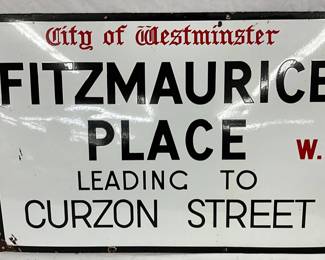 City of Westminster
FITZMAURICE
PLACE W.
LEADING TO
CURZON STREET